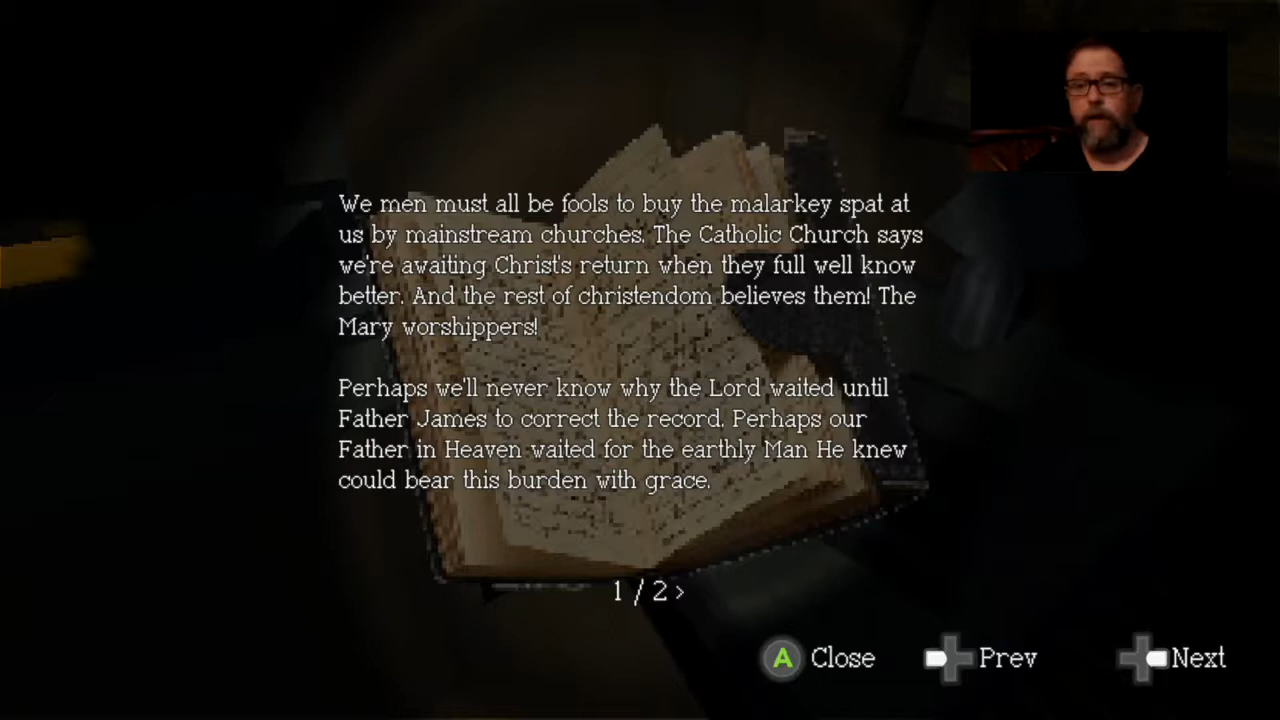 We men must all be fools to buy the malarkey spat at
us by mainstream churches. The Catholic Church says
we're awaiting Christ's return when they full well know
better. And the rest of christendom believes them! The
Mary worshippers!
Perhaps we'll never know why the Lord waited until
Father James to correct the record. Perhaps our
Father in Heaven waited for the earthly Man He knew
could bear this burden with grace.
1 / 2 >
A Close Prev Next